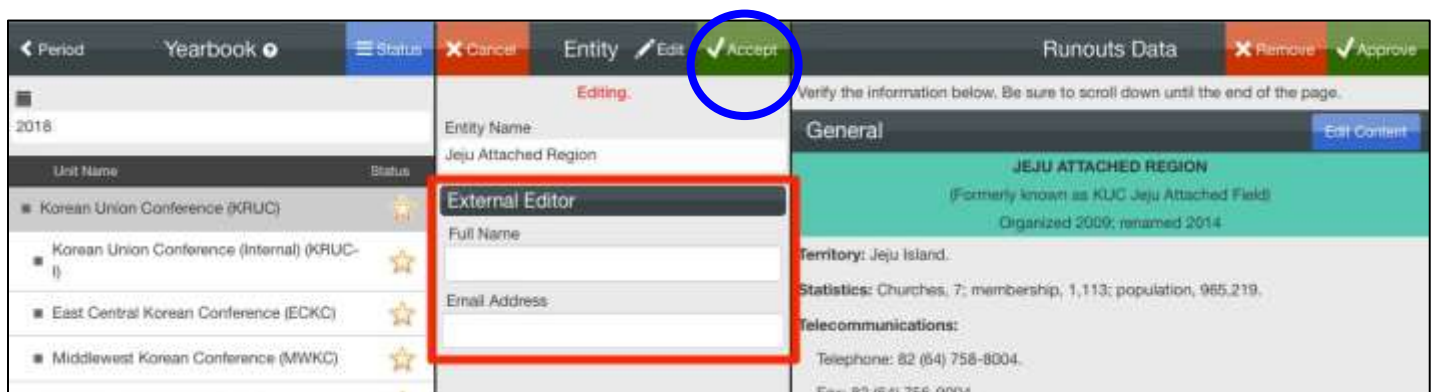 Period
Yearbook
Status
2018
Unit Name Status
Korean Union Conference (KRUC)
Korean Union Conference (Internal) (KRUC-
I)
East Central Korean Conference (ECKC)
Middlewest Korean Conference (MWKC)
Cancel
Entity
Edit
Accept
Editing.
Entity Name
Jeju Attached Region
External Editor
Full Name
Email Address
Runouts Data
Remove
Approve
Verify the information below. Be sure to scroll down until the end of the page.
General
Edit Content
JEJU ATTACHED REGION
(Formerly known as KUC Jeju Attached Field)
Organized 2009; renamed 2014
Territory: Jeju Island.
Statistics: Churches, 7; membership, 1,113; population, 965,219.
Telecommunications:
Telephone: 82 (64) 758-8004.